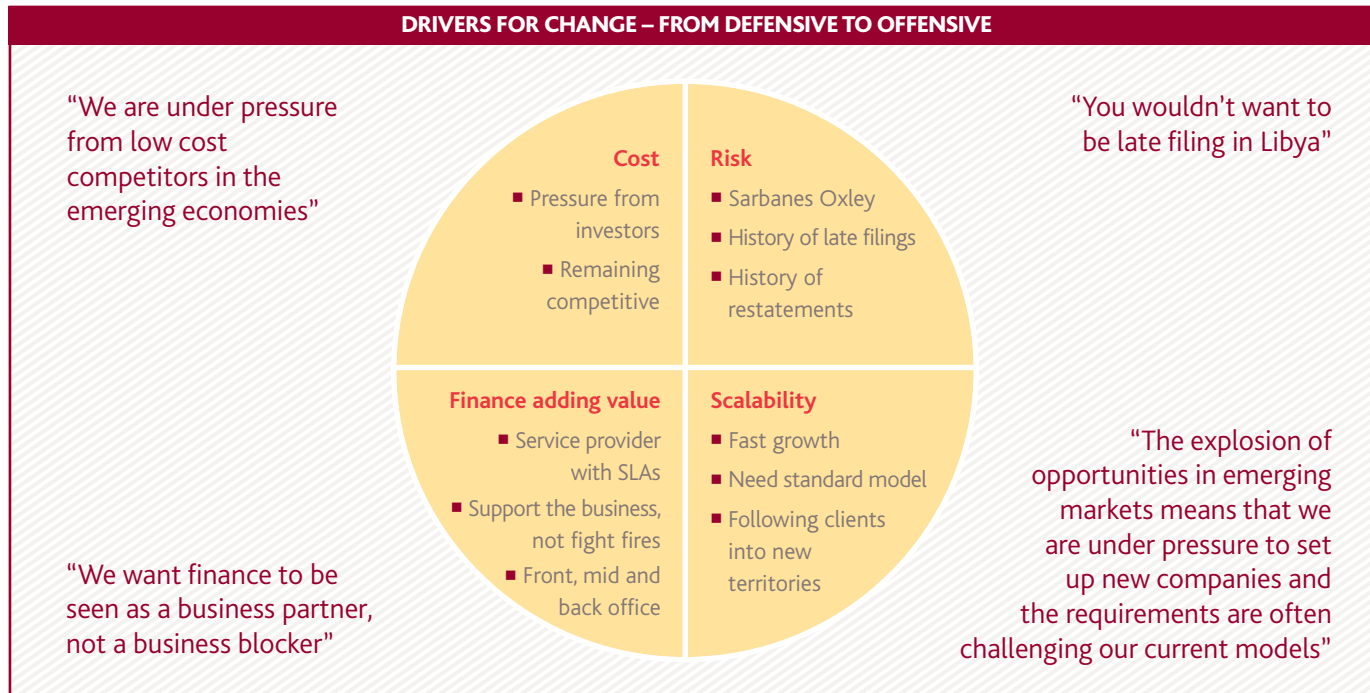 DRIVERS FOR CHANGE – FROM DEFENSIVE TO OFFENSIVE
“We are under pressure
from low cost
competitors in the
emerging economies”
Cost
■ Pressure from
investors
■ Remaining
competitive
Risk
■ Sarbanes Oxley
■ History of late filings
■ History of
restatements
“You wouldn’t want to
be late filing in Libya”
“We want finance to be
seen as a business partner,
not a business blocker”
Finance adding value
■ Service provider
with SLAs
■ Support the business,
not fight fires
■ Front, mid and
back office
Scalability
■ Fast growth
■ Need standard model
■ Following clients
into new
territories
“The explosion of
opportunities in emerging
markets means that we
are under pressure to set
up new companies and
the requirements are often
challenging our current models”